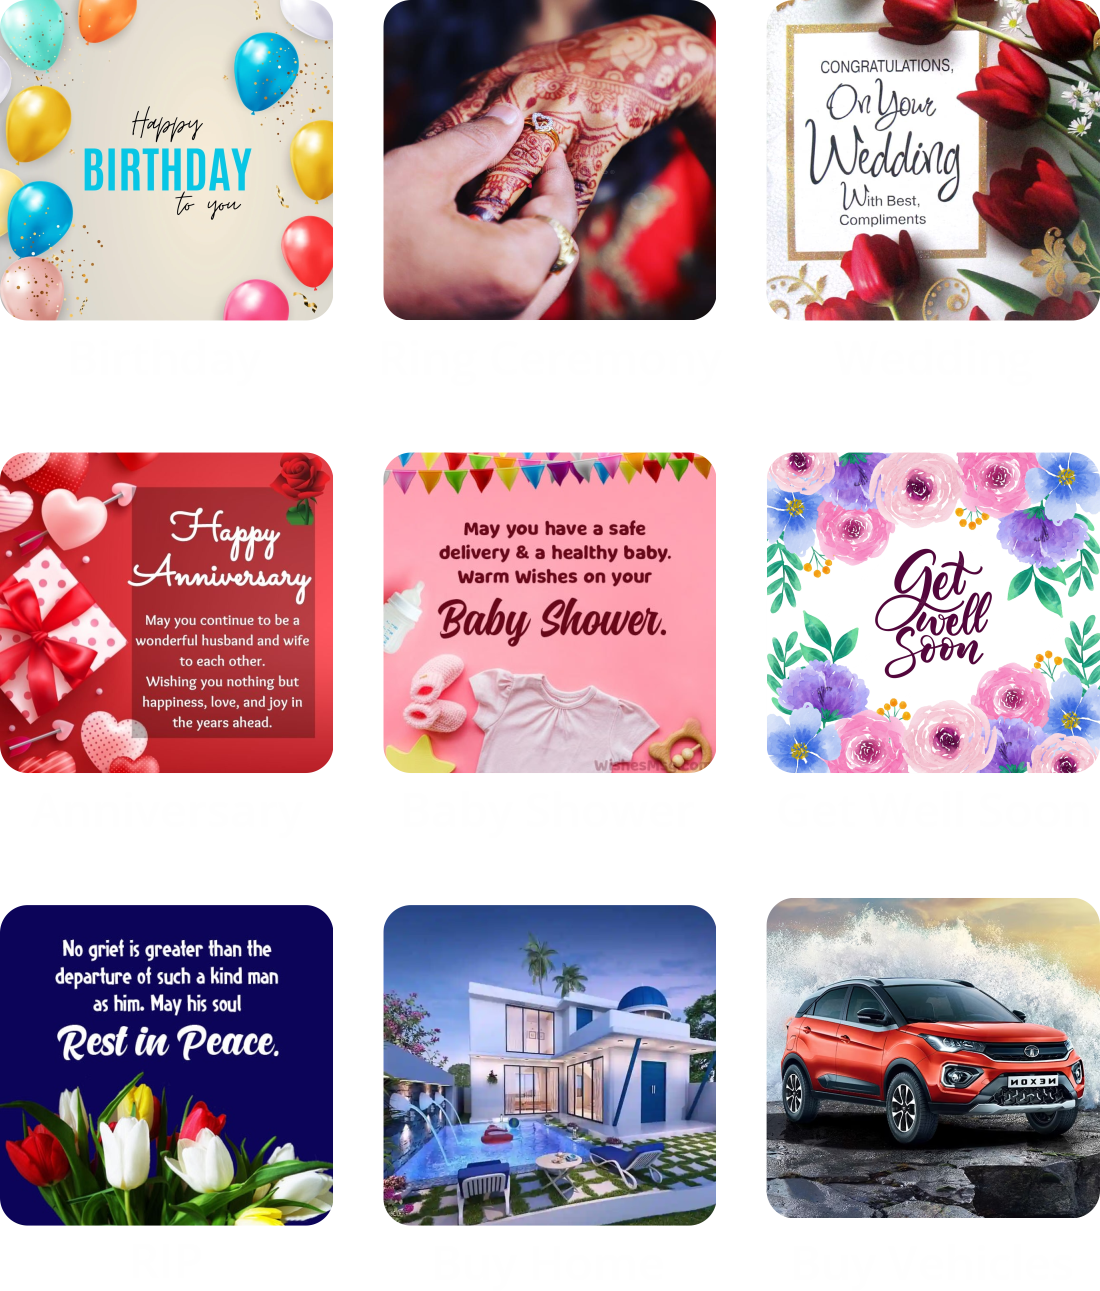 Happy
BIRTHDAY
to you
CONGRATULATIONS,
On Your
Wedding
With Best,
Compliments
Birthday
Ring Ceremony
Wedding
Happy
Anniversary
May you continue to be a
wonderful husband and wife
to each other.
Wishing you nothing but
happiness, love, and joy in
the years ahead.
May you have a safe
delivery & a healthy baby.
Warm Wishes on your
Baby Shower.
Get
well
Soon
Anniversary
Baby Shower
Get Well Soon
No grief is greater than the
departure of such a kind man
as him. May his soul
Rest in Peace.
NEXON
RIP
Buy Home
Buy Vehicles